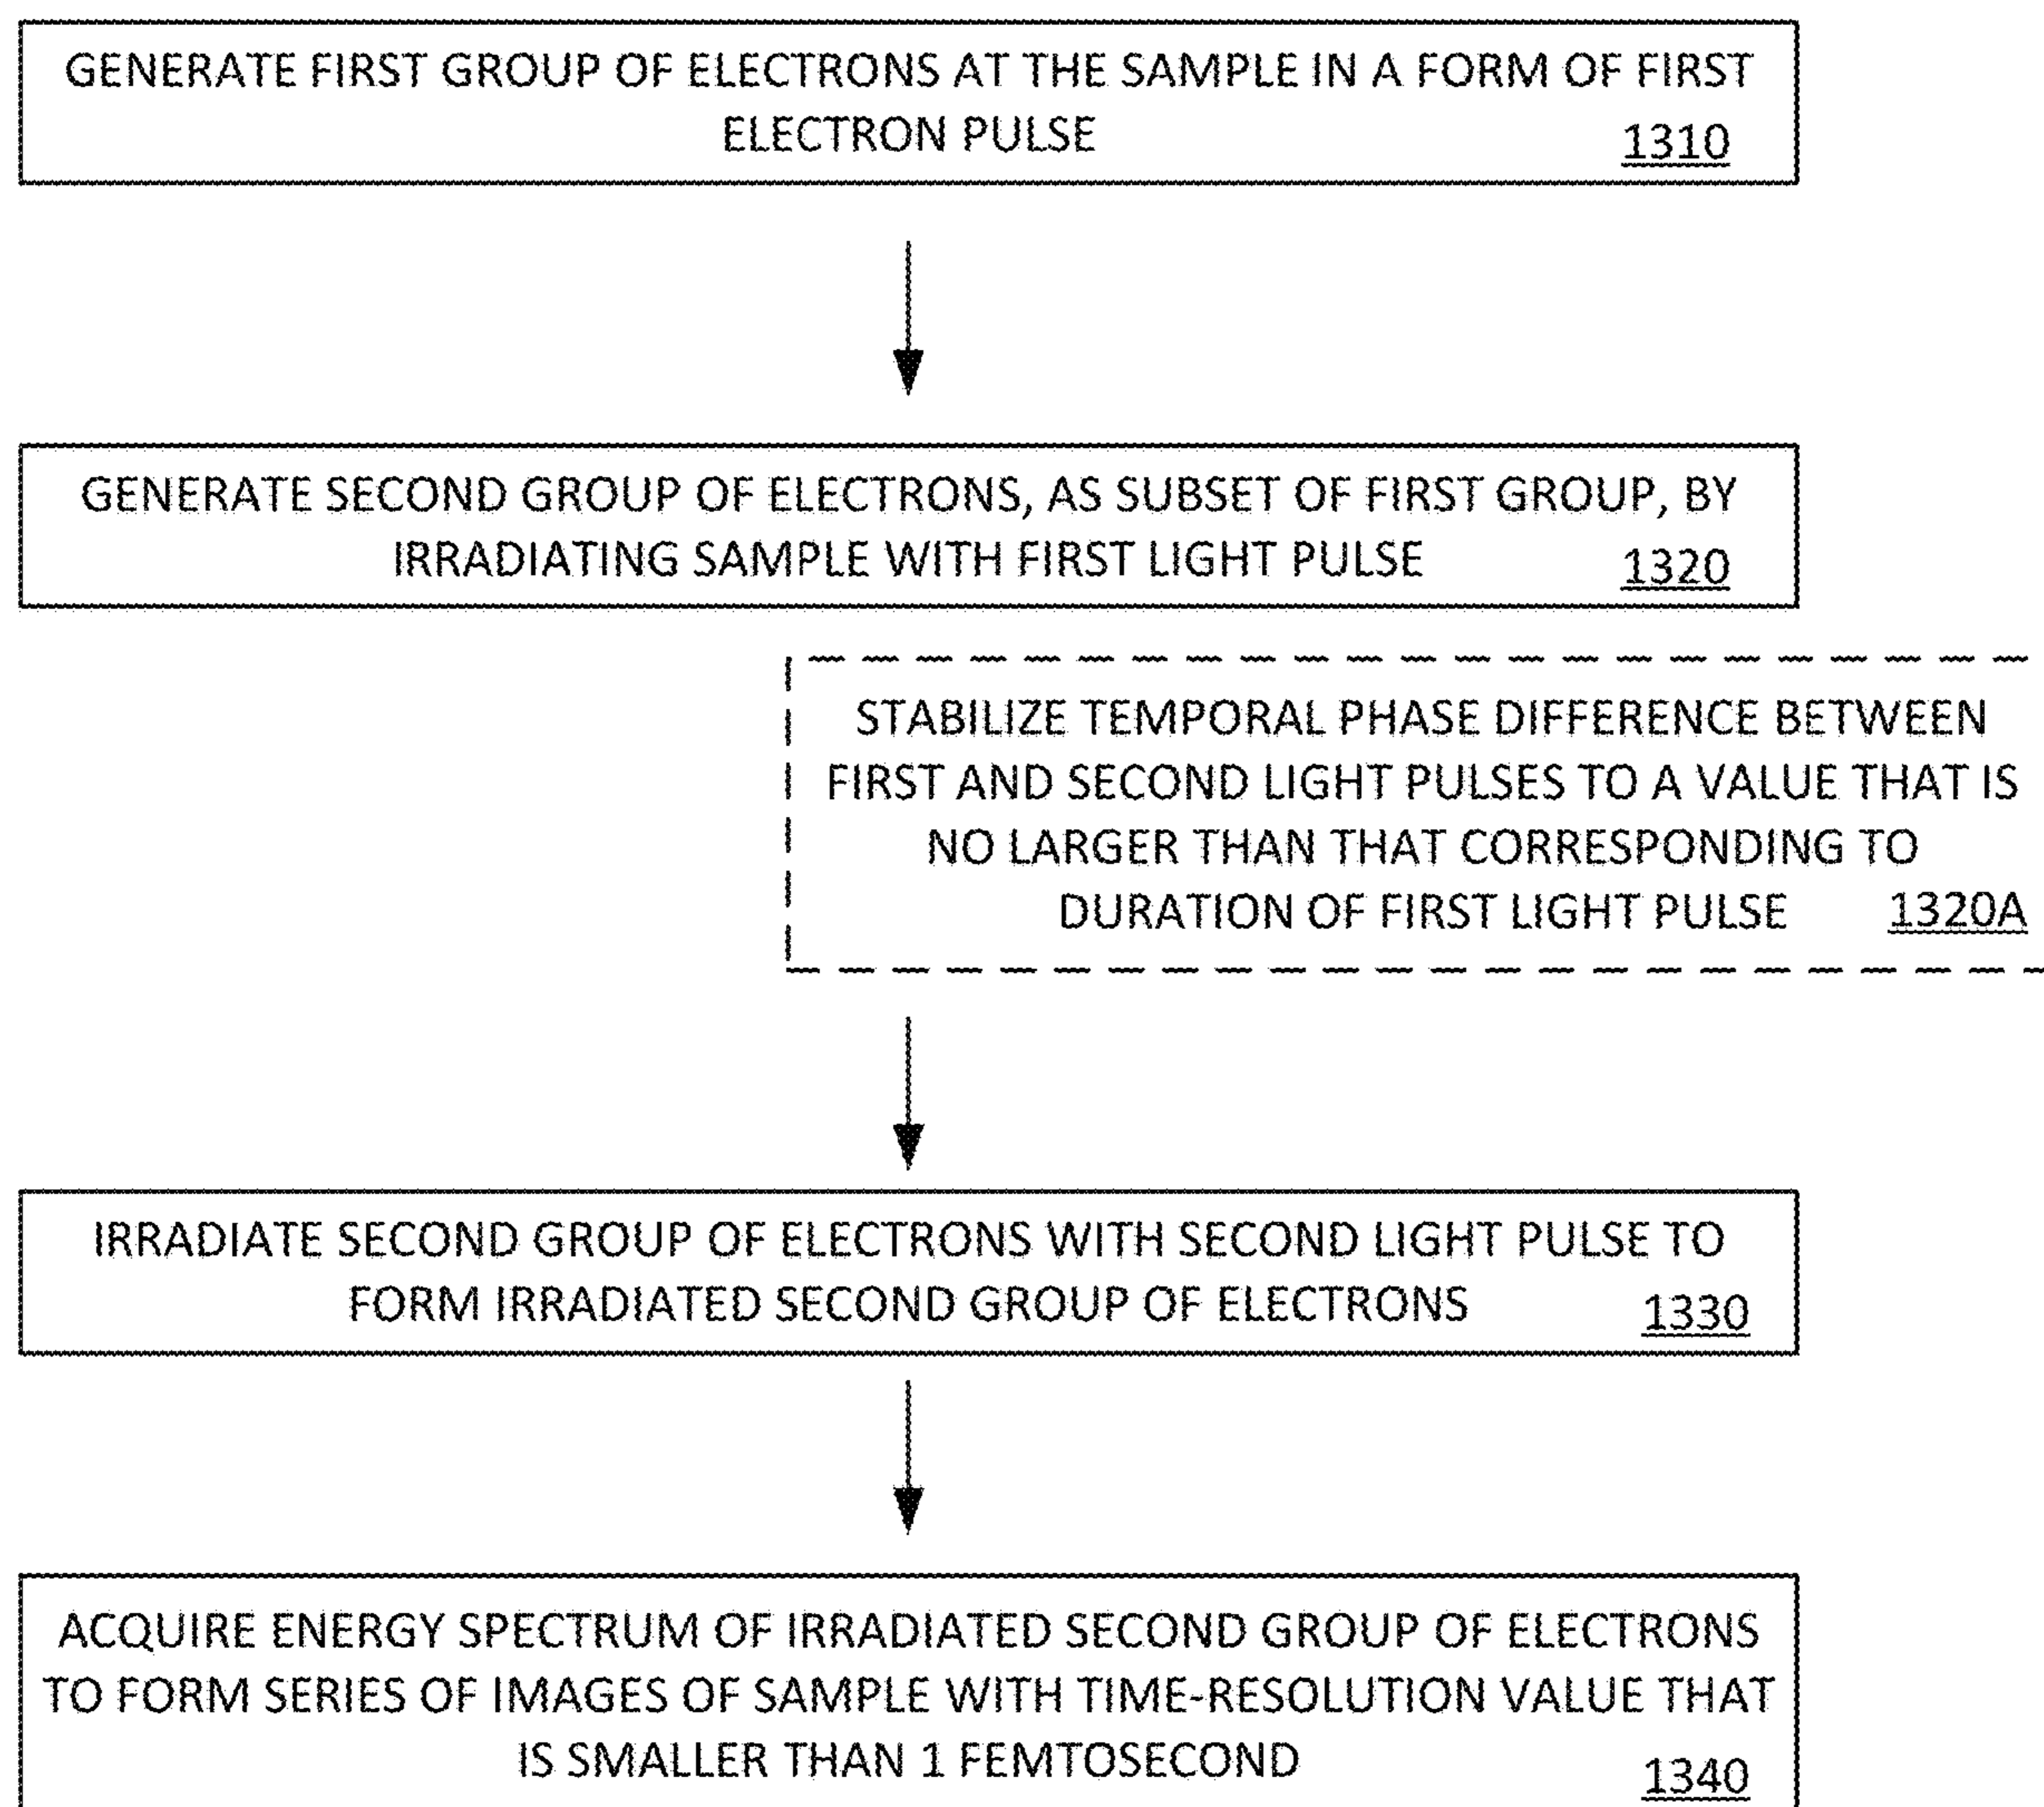 GENERATE FIRST GROUP OF ELECTRONS AT THE SAMPLE IN A FORM OF FIRST
ELECTRON PULSE 1310
GENERATE SECOND GROUP OF ELECTRONS, AS SUBSET OF FIRST GROUP, BY
IRRADIATING SAMPLE WITH FIRST LIGHT PULSE 1320
STABILIZE TEMPORAL PHASE DIFFERENCE BETWEEN
FIRST AND SECOND LIGHT PULSES TO A VALUE THAT IS
NO LARGER THAN THAT CORRESPONDING TO
DURATION OF FIRST LIGHT PULSE 1320A
IRRADIATE SECOND GROUP OF ELECTRONS WITH SECOND LIGHT PULSE TO
FORM IRRADIATED SECOND GROUP OF ELECTRONS 1330
ACQUIRE ENERGY SPECTRUM OF IRRADIATED SECOND GROUP OF ELECTRONS
TO FORM SERIES OF IMAGES OF SAMPLE WITH TIME-RESOLUTION VALUE THAT
IS SMALLER THAN 1 FEMTOSECOND 1340